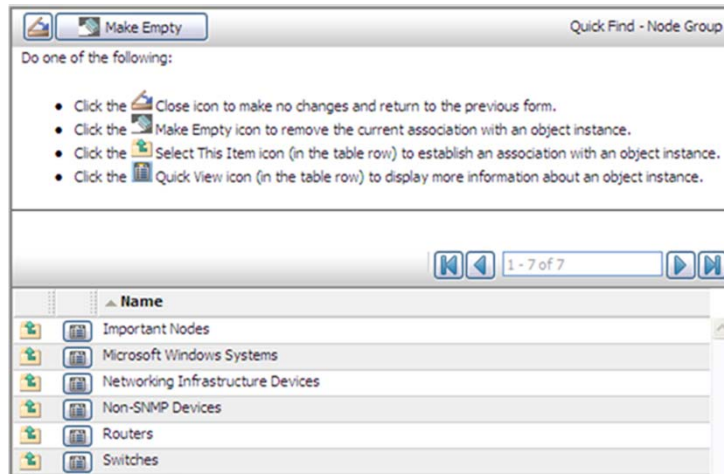 Make Empty
Quick Find - Node Group
Do one of the following:
Click the Close icon to make no changes and return to the previous form.
Click the Make Empty icon to remove the current association with an object instance.
Click the Select This Item icon (in the table row) to establish an association with an object instance.
Click the Quick View icon (in the table row) to display more information about an object instance.
1 - 7 of 7
Name
Important Nodes
Microsoft Windows Systems
Networking Infrastructure Devices
Non-SNMP Devices
Routers
Switches